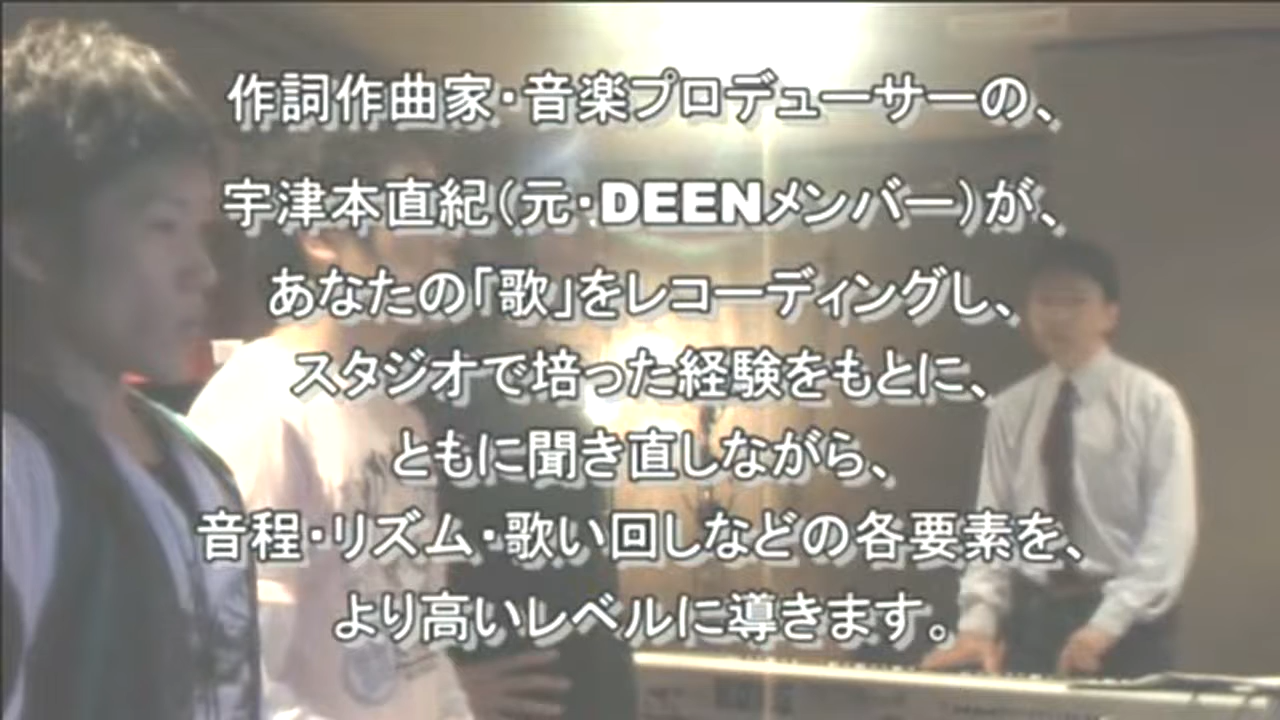 作詞作曲家・音楽プロデューサーの、
宇津本直紀(元・DEENメンバー)が、
あなたの「歌」をレコーディングし、
スタジオで培った経験をもとに、
ともに聞き直しながら、
音程・リズム・歌い回しなどの各要素を、
より高いレベルに導きます。